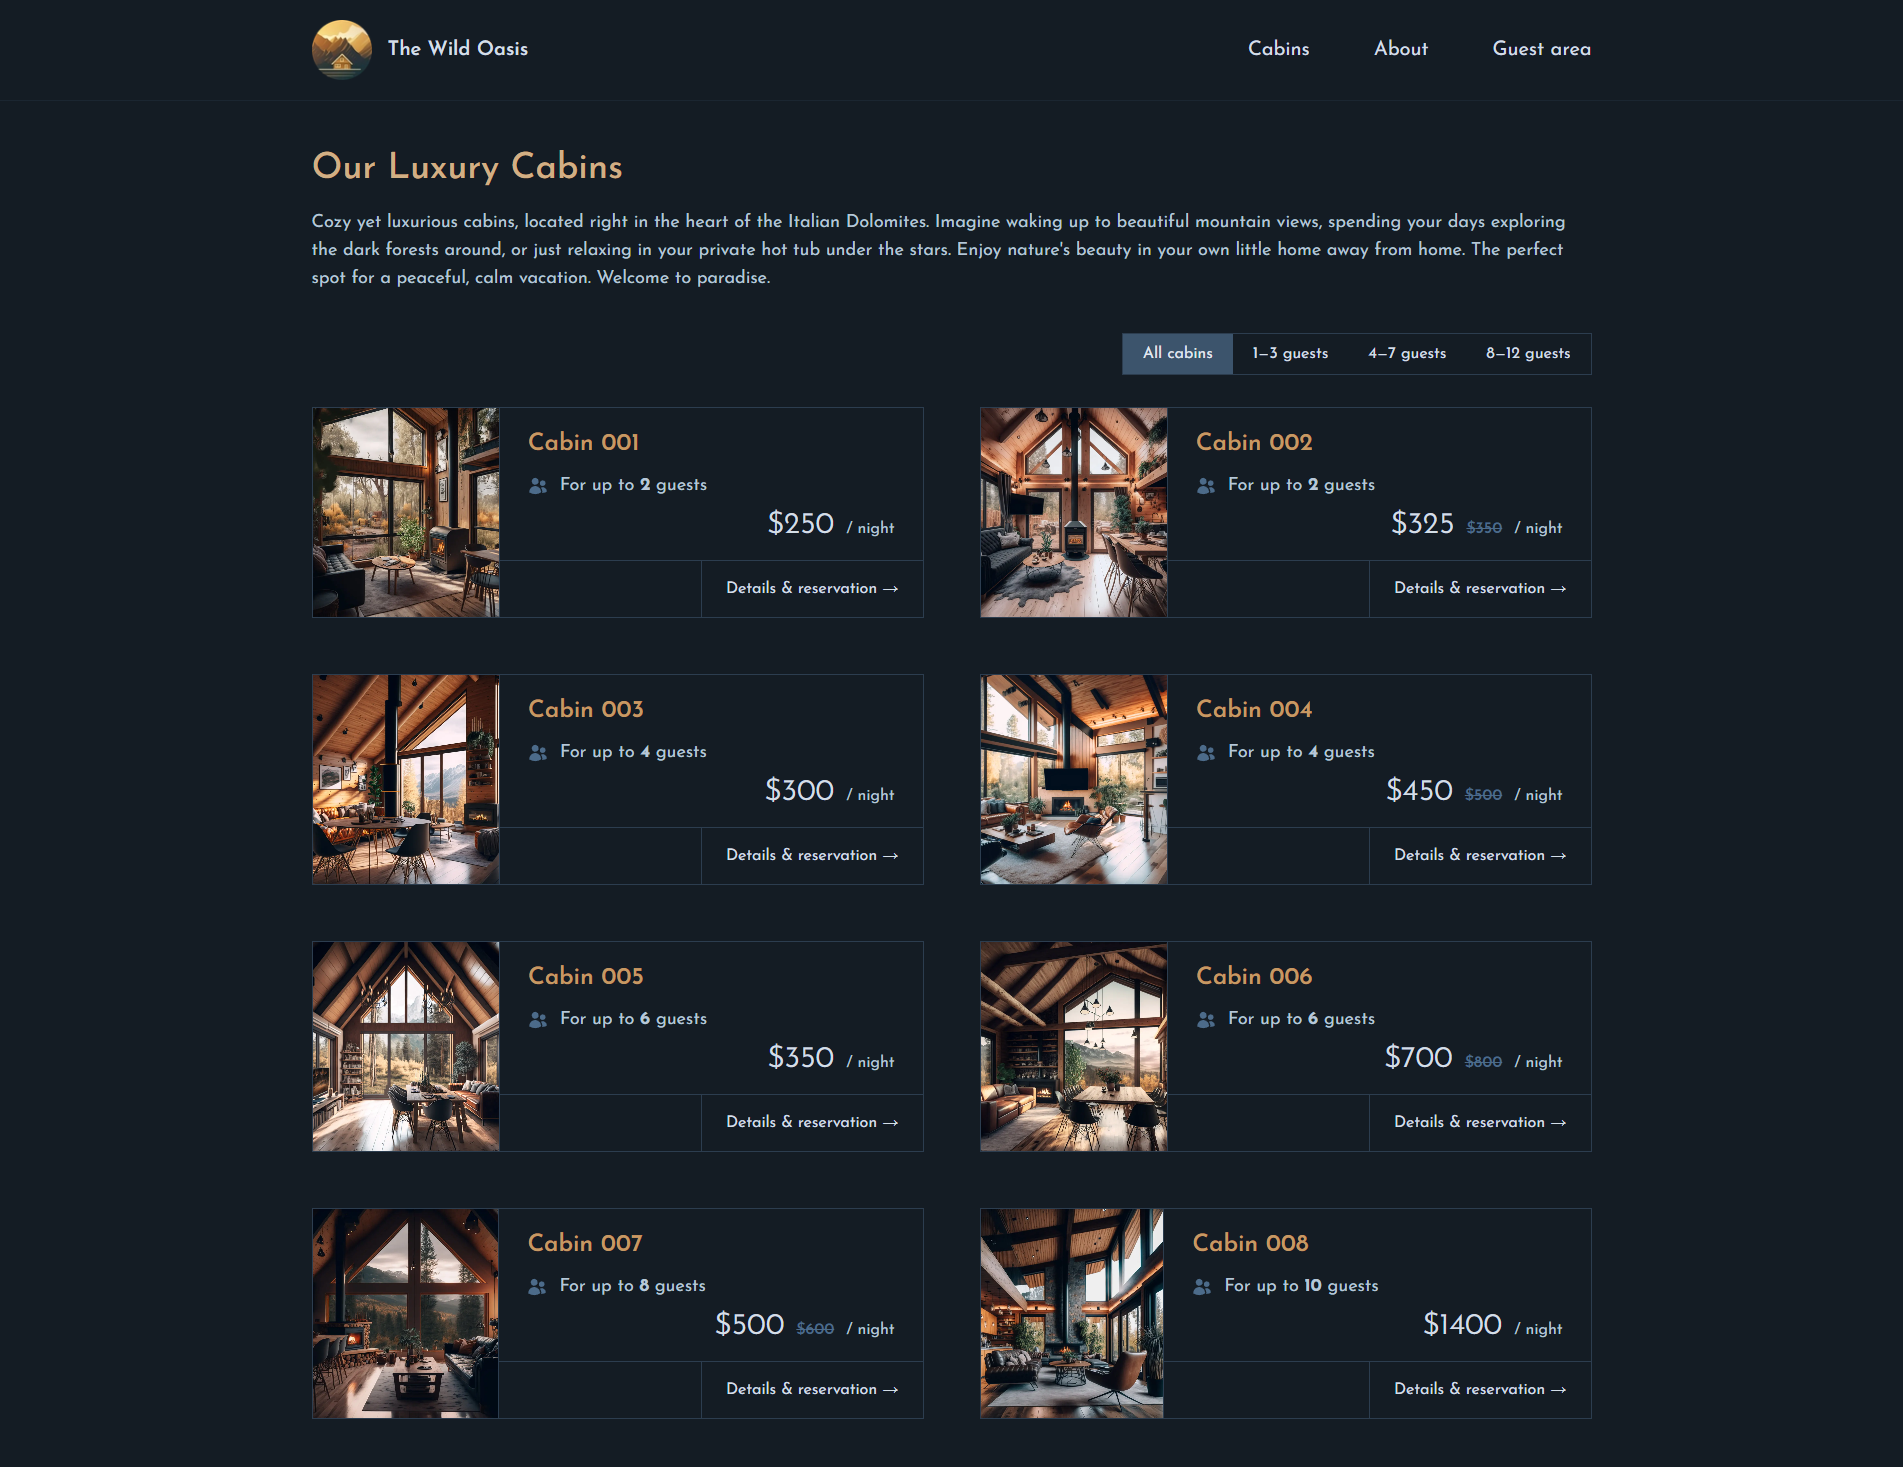 The Wild Oasis
Cabins About Guest area
Our Luxury Cabins
Cozy yet luxurious cabins, located right in the heart of the Italian Dolomites. Imagine waking up to beautiful mountain views, spending your days exploring
the dark forests around, or just relaxing in your private hot tub under the stars. Enjoy nature's beauty in your own little home away from home. The perfect
spot for a peaceful, calm vacation. Welcome to paradise.
All cabins 1—3 guests 4—7 guests 8—12 guests
Cabin 001
For up to 2 guests
$250 / night
Details & reservation →
Cabin 002
For up to 2 guests
$325 $350 / night
Details & reservation →
Cabin 003
For up to 4 guests
$300 / night
Details & reservation →
Cabin 004
For up to 4 guests
$450 $500 / night
Details & reservation →
Cabin 005
For up to 6 guests
$350 / night
Details & reservation →
Cabin 006
For up to 6 guests
$700 $800 / night
Details & reservation →
Cabin 007
For up to 8 guests
$500 $600 / night
Details & reservation →
Cabin 008
For up to 10 guests
$1400 / night
Details & reservation →